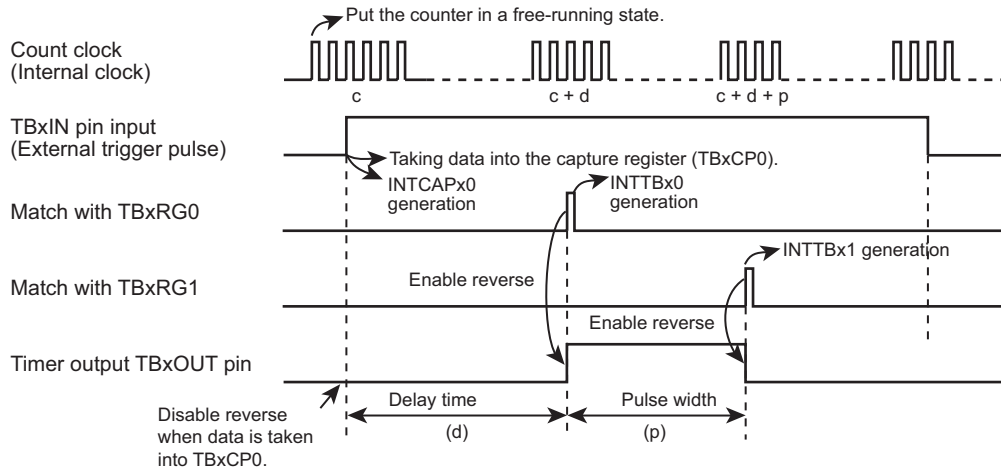 Put the counter in a free-running state.
Count clock
(Internal clock)
c
c + d
c + d + p
TBxIN pin input
(External trigger pulse)
Taking data into the capture register (TBxCP0).
INTCAPx0
generation
INTTBx0
generation
Match with TBxRG0
INTTBx1 generation
Enable reverse
Match with TBxRG1
Enable reverse
Timer output TBxOUT pin
Disable reverse
when data is taken
into TBxCP0.
Delay time
(d)
Pulse width
(p)